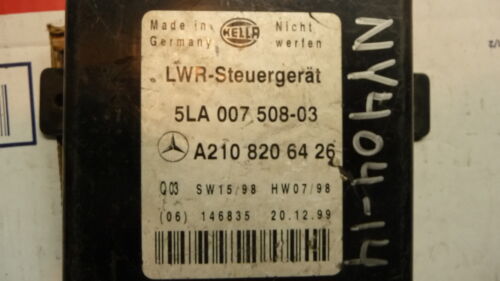 Made in
Germany
HELLA
Nicht
werfen
LWR-Steuergerät
5LA 007 508-03
A210 820 64 26
Q03 SW15/98 HW07/98
(06) 146835 20.12.99
NY404-14